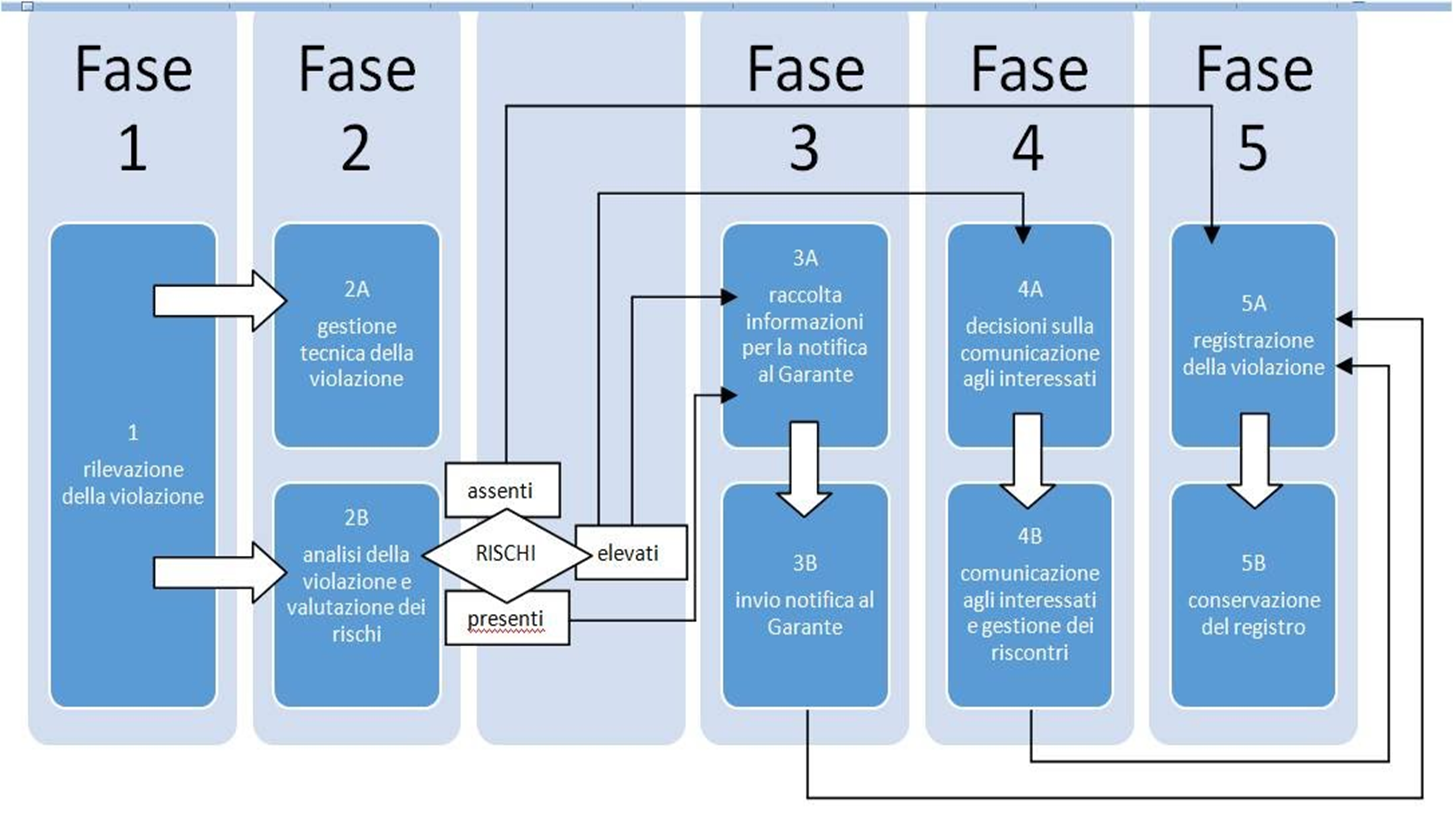 Fase
1
Fase
2
Fase
3
Fase
4
Fase
5
1
rilevazione
della violazione
2A
gestione
tecnica della
violazione
2B
analisi della
violazione e
valutazione dei
rischi
assenti
RISCHI
elevati
presenti
3A
raccolta
informazioni
per la notifica
al Garante
3B
invio notifica al
Garante
4A
decisioni sulla
comunicazione
agli interessati
4B
comunicazione
agli interessati
e gestione dei
riscontri
5A
registrazione
della violazione
5B
conservazione
del registro